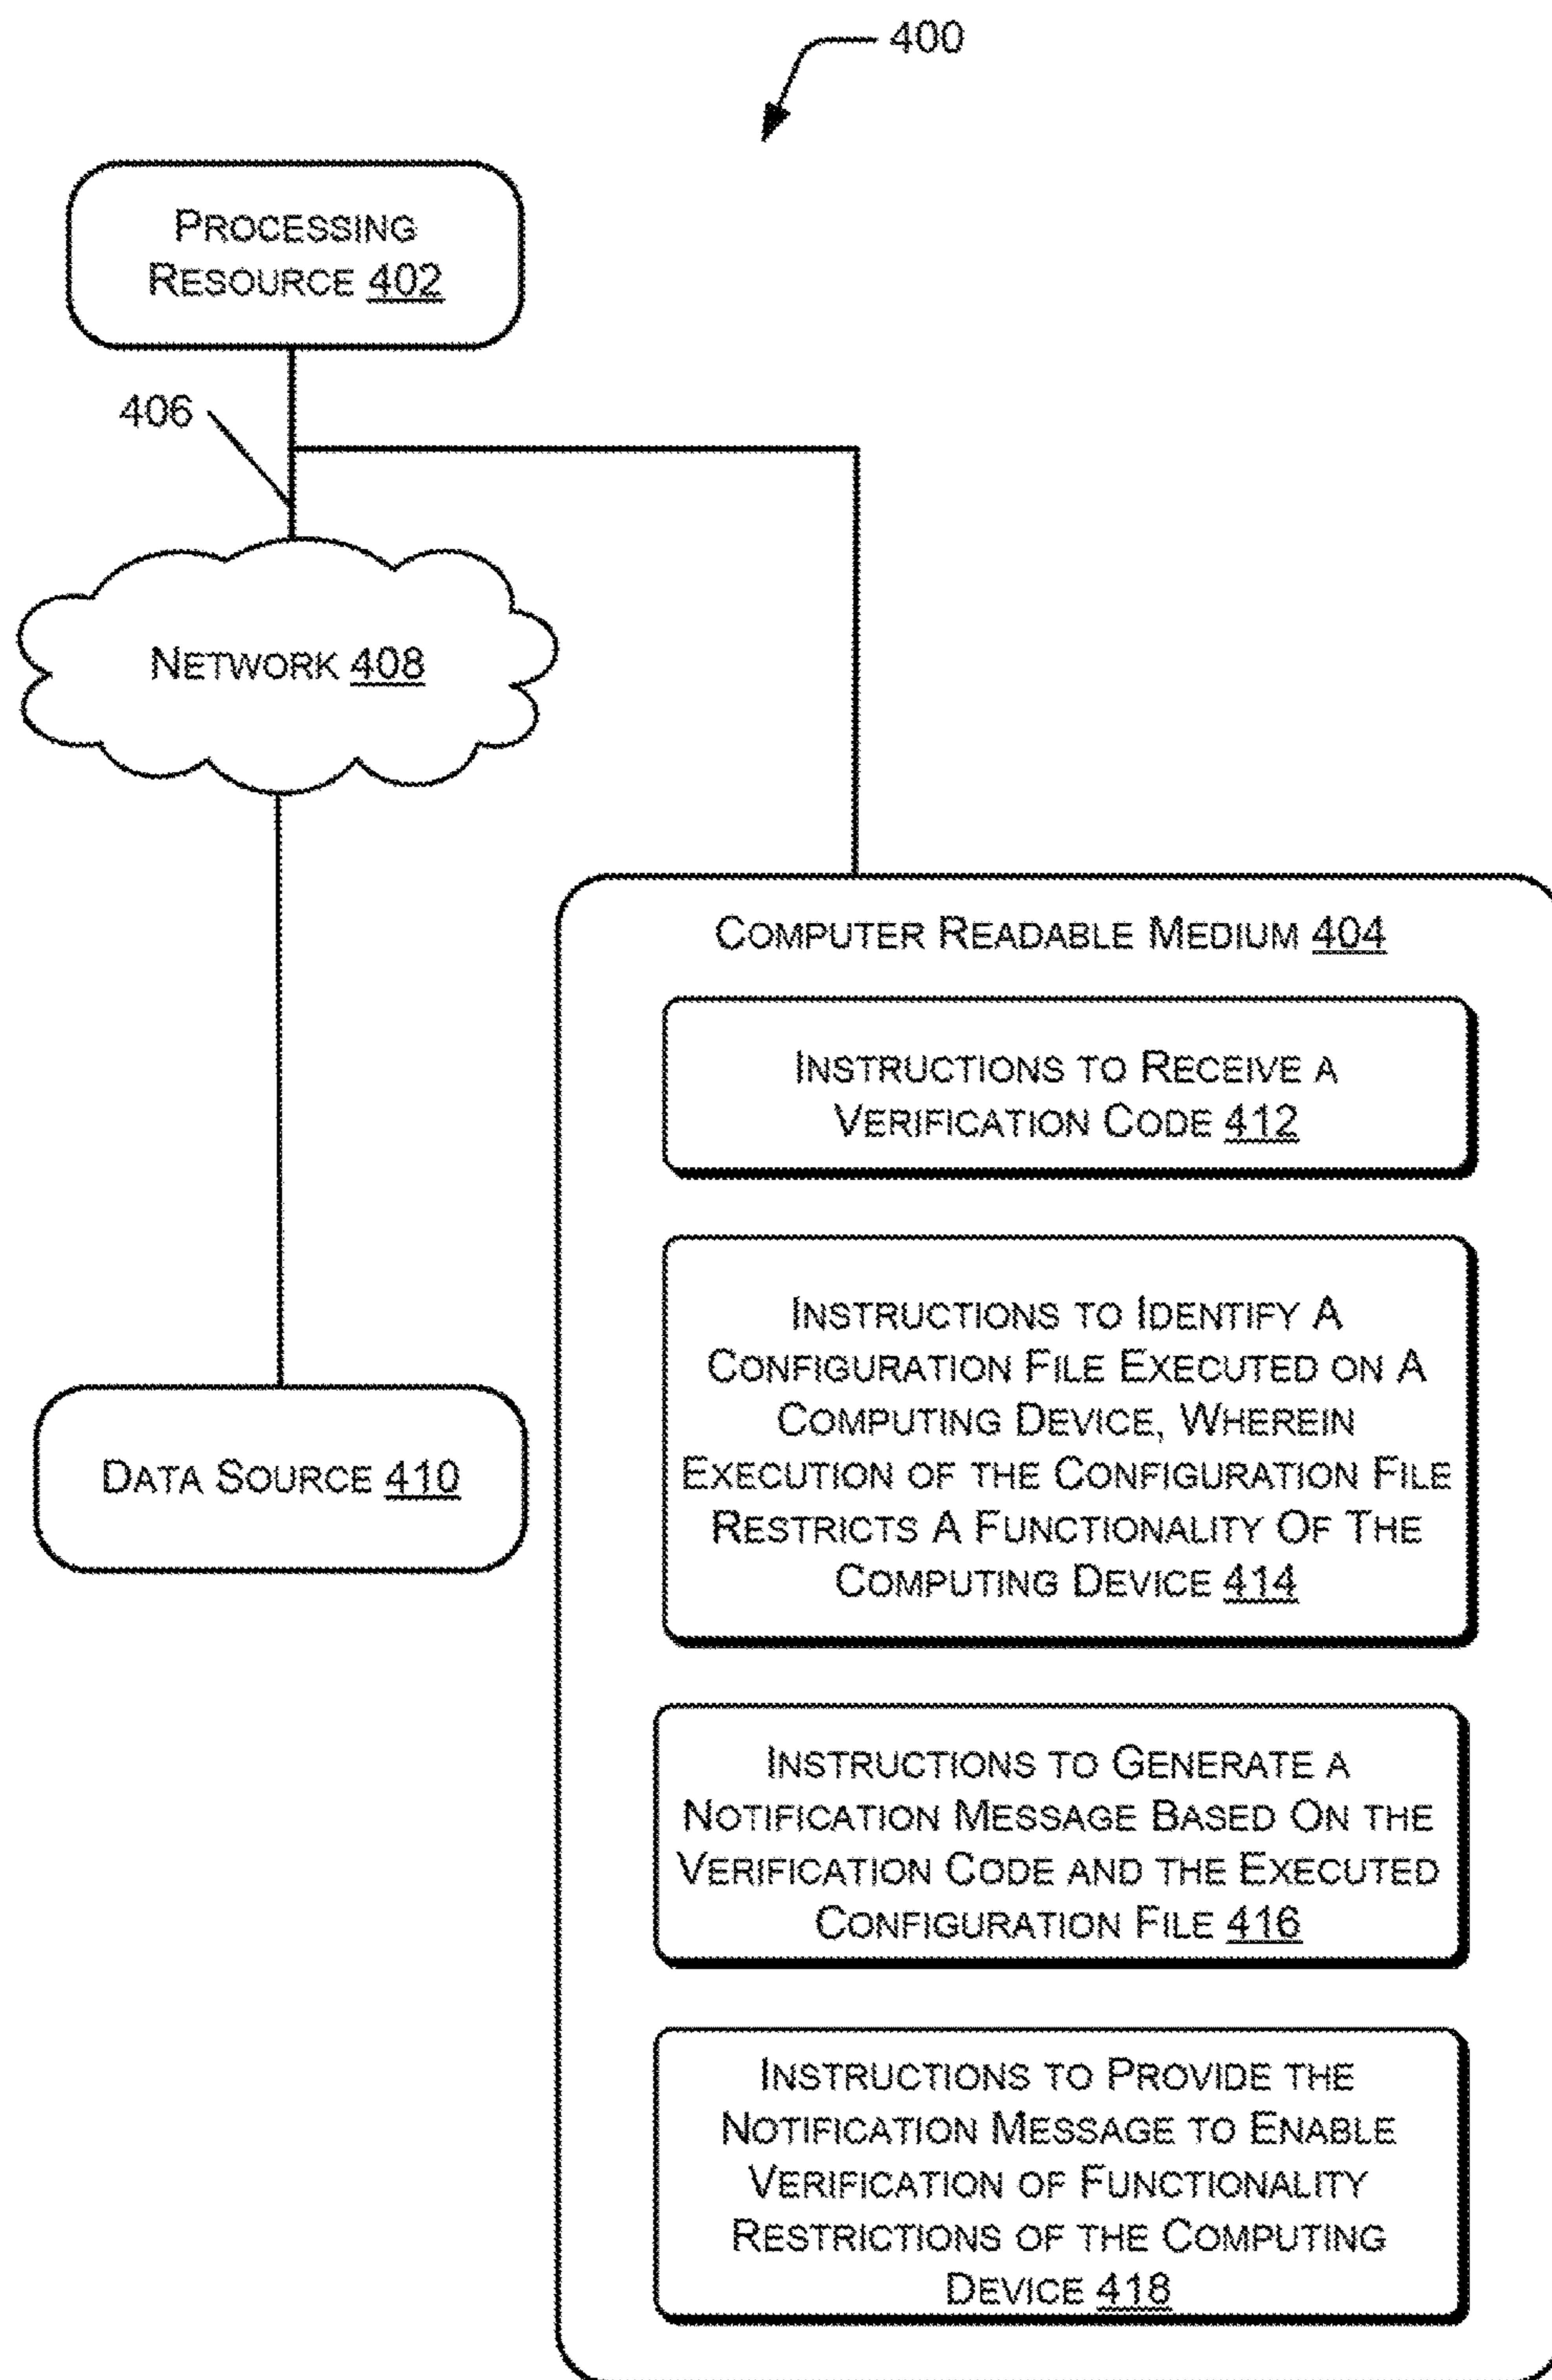 400
PROCESSING
RESOURCE 402
406
NETWORK 408
DATA SOURCE 410
COMPUTER READABLE MEDIUM 404
INSTRUCTIONS TO RECEIVE A
VERIFICATION CODE 412
INSTRUCTIONS TO IDENTIFY A
CONFIGURATION FILE EXECUTED ON A
COMPUTING DEVICE, WHEREIN
EXECUTION OF THE CONFIGURATION FILE
RESTRICTS A FUNCTIONALITY OF THE
COMPUTING DEVICE 414
INSTRUCTIONS TO GENERATE A
NOTIFICATION MESSAGE BASED ON THE
VERIFICATION CODE AND THE EXECUTED
CONFIGURATION FILE 416
INSTRUCTIONS TO PROVIDE THE
NOTIFICATION MESSAGE TO ENABLE
VERIFICATION OF FUNCTIONALITY
RESTRICTIONS OF THE COMPUTING
DEVICE 418